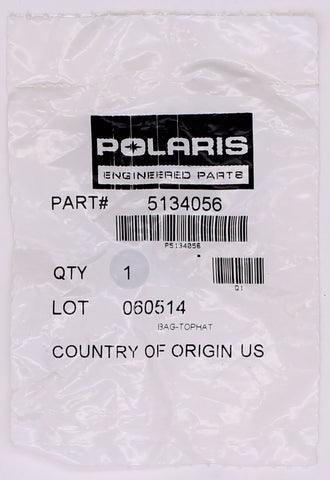 POLARIS
ENGINEERED PARTS
PART# 5134056
P5134056
QTY 1
Q1
LOT 060514
BAG-TOPHAT
COUNTRY OF ORIGIN US